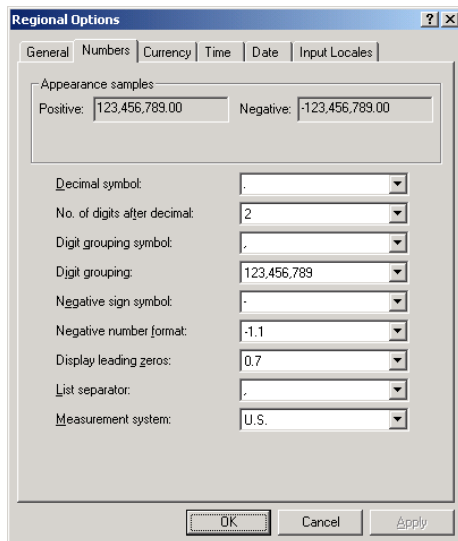 Regional Options
General Numbers Currency Time Date Input Locales
Appearance samples
Positive: 123,456,789.00 Negative: -123,456,789.00
Decimal symbol: .
No. of digits after decimal: 2
Digit grouping symbol: ,
Digit grouping: 123,456,789
Negative sign symbol: -
Negative number format: -1.1
Display leading zeros: 0.7
List separator: ,
Measurement system: U.S.
OK Cancel Apply